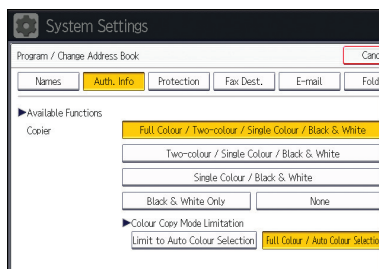 System Settings
Program / Change Address Book
Names Auth. Info Protection Fax Dest. E-mail
►Available Functions
Copier Full Colour / Two-colour / Single Colour / Black & White
Two-colour / Single Colour / Black & White
Single Colour / Black & White
Black & White Only None
►Colour Copy Mode Limitation
Limit to Auto Colour Selection Full Colour / Auto Colour